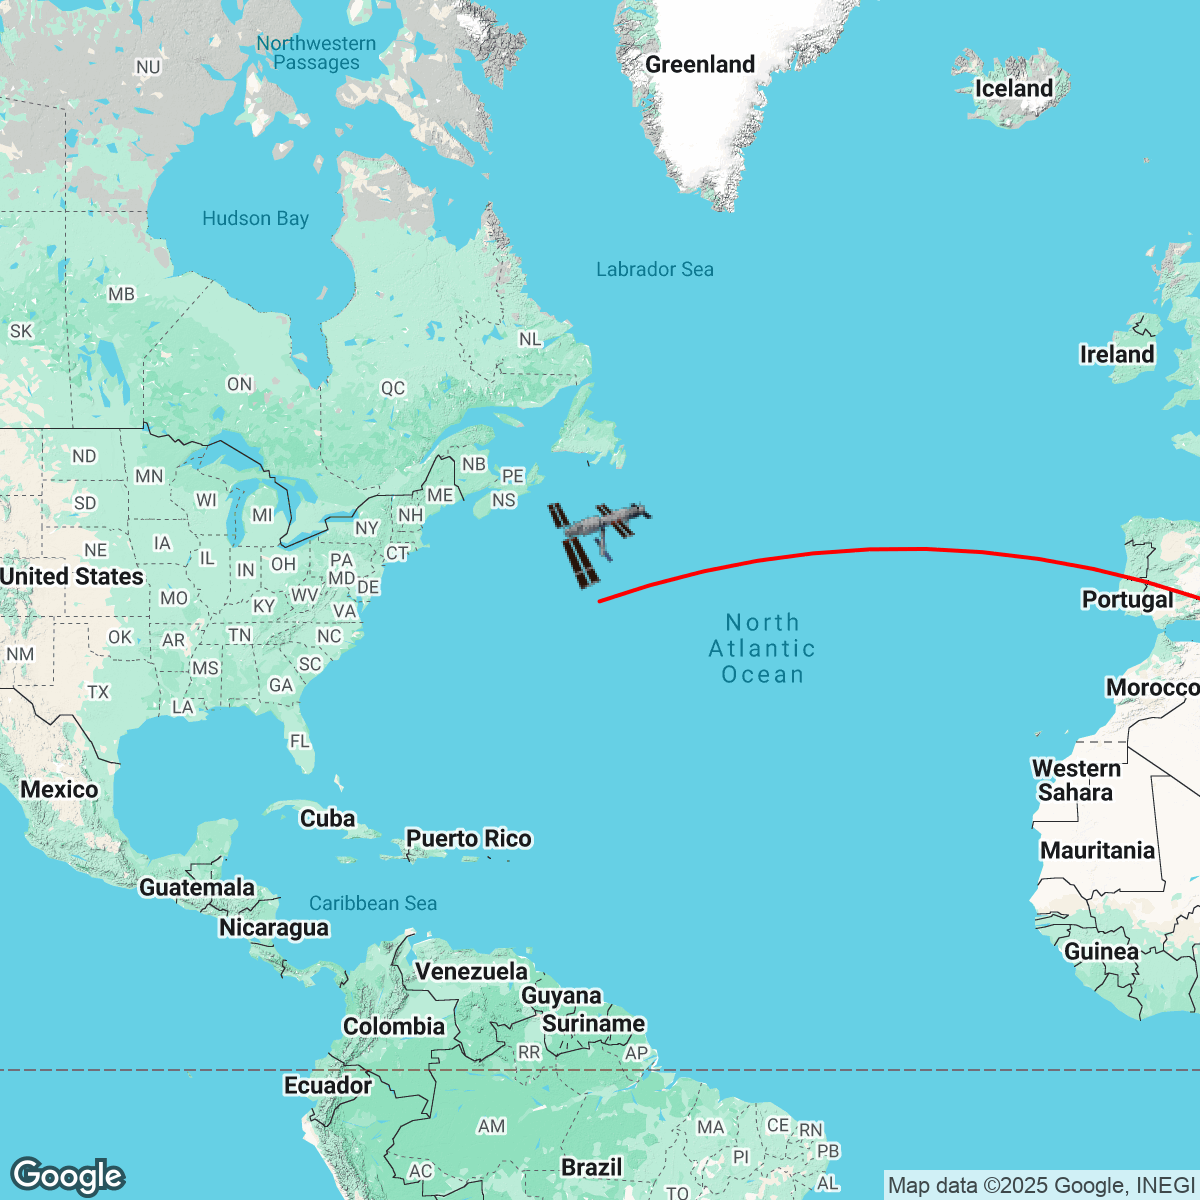 Northwestern
Passages
NU
Greenland
Iceland
Hudson Bay
Labrador Sea
MB
SK
NL
Ireland
ON
QC
ND
MN
NB
PE
SD
WI
ME
NS
MI
NH
NY
NE
IA
IL
IN
OH
PA
CT
United States
MD
DE
MO
KY
WV
VA
Portugal
OK
AR
TN
NC
NM
MS
SC
North
Atlantic
Ocean
TX
LA
GA
Morocco
FL
Western
Sahara
Mexico
Cuba
Puerto Rico
Mauritania
Guatemala
Caribbean Sea
Nicaragua
Guinea
Venezuela
Guyana
Colombia
Suriname
RR
AP
Ecuador
AM
MA
CE
RN
PI
PB
AC
Brazil
AL
TO
Google
Map data ©2025 Google, INEGI